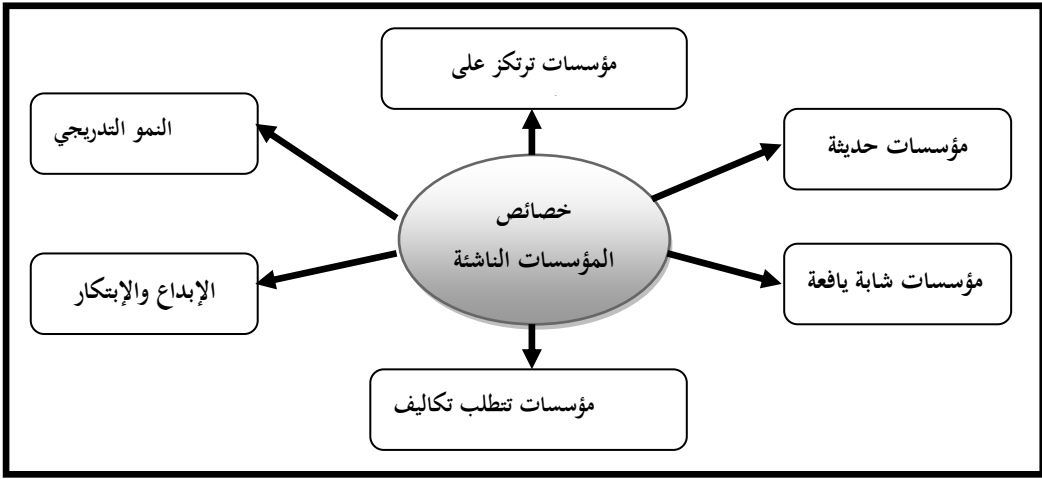 مؤسسات ترتكز على
النمو التدريجي
مؤسسات حديثة
خصائص
المؤسسات الناشئة
الإبداع والإبتكار
مؤسسات شابة يافعة
مؤسسات تتطلب تكاليف